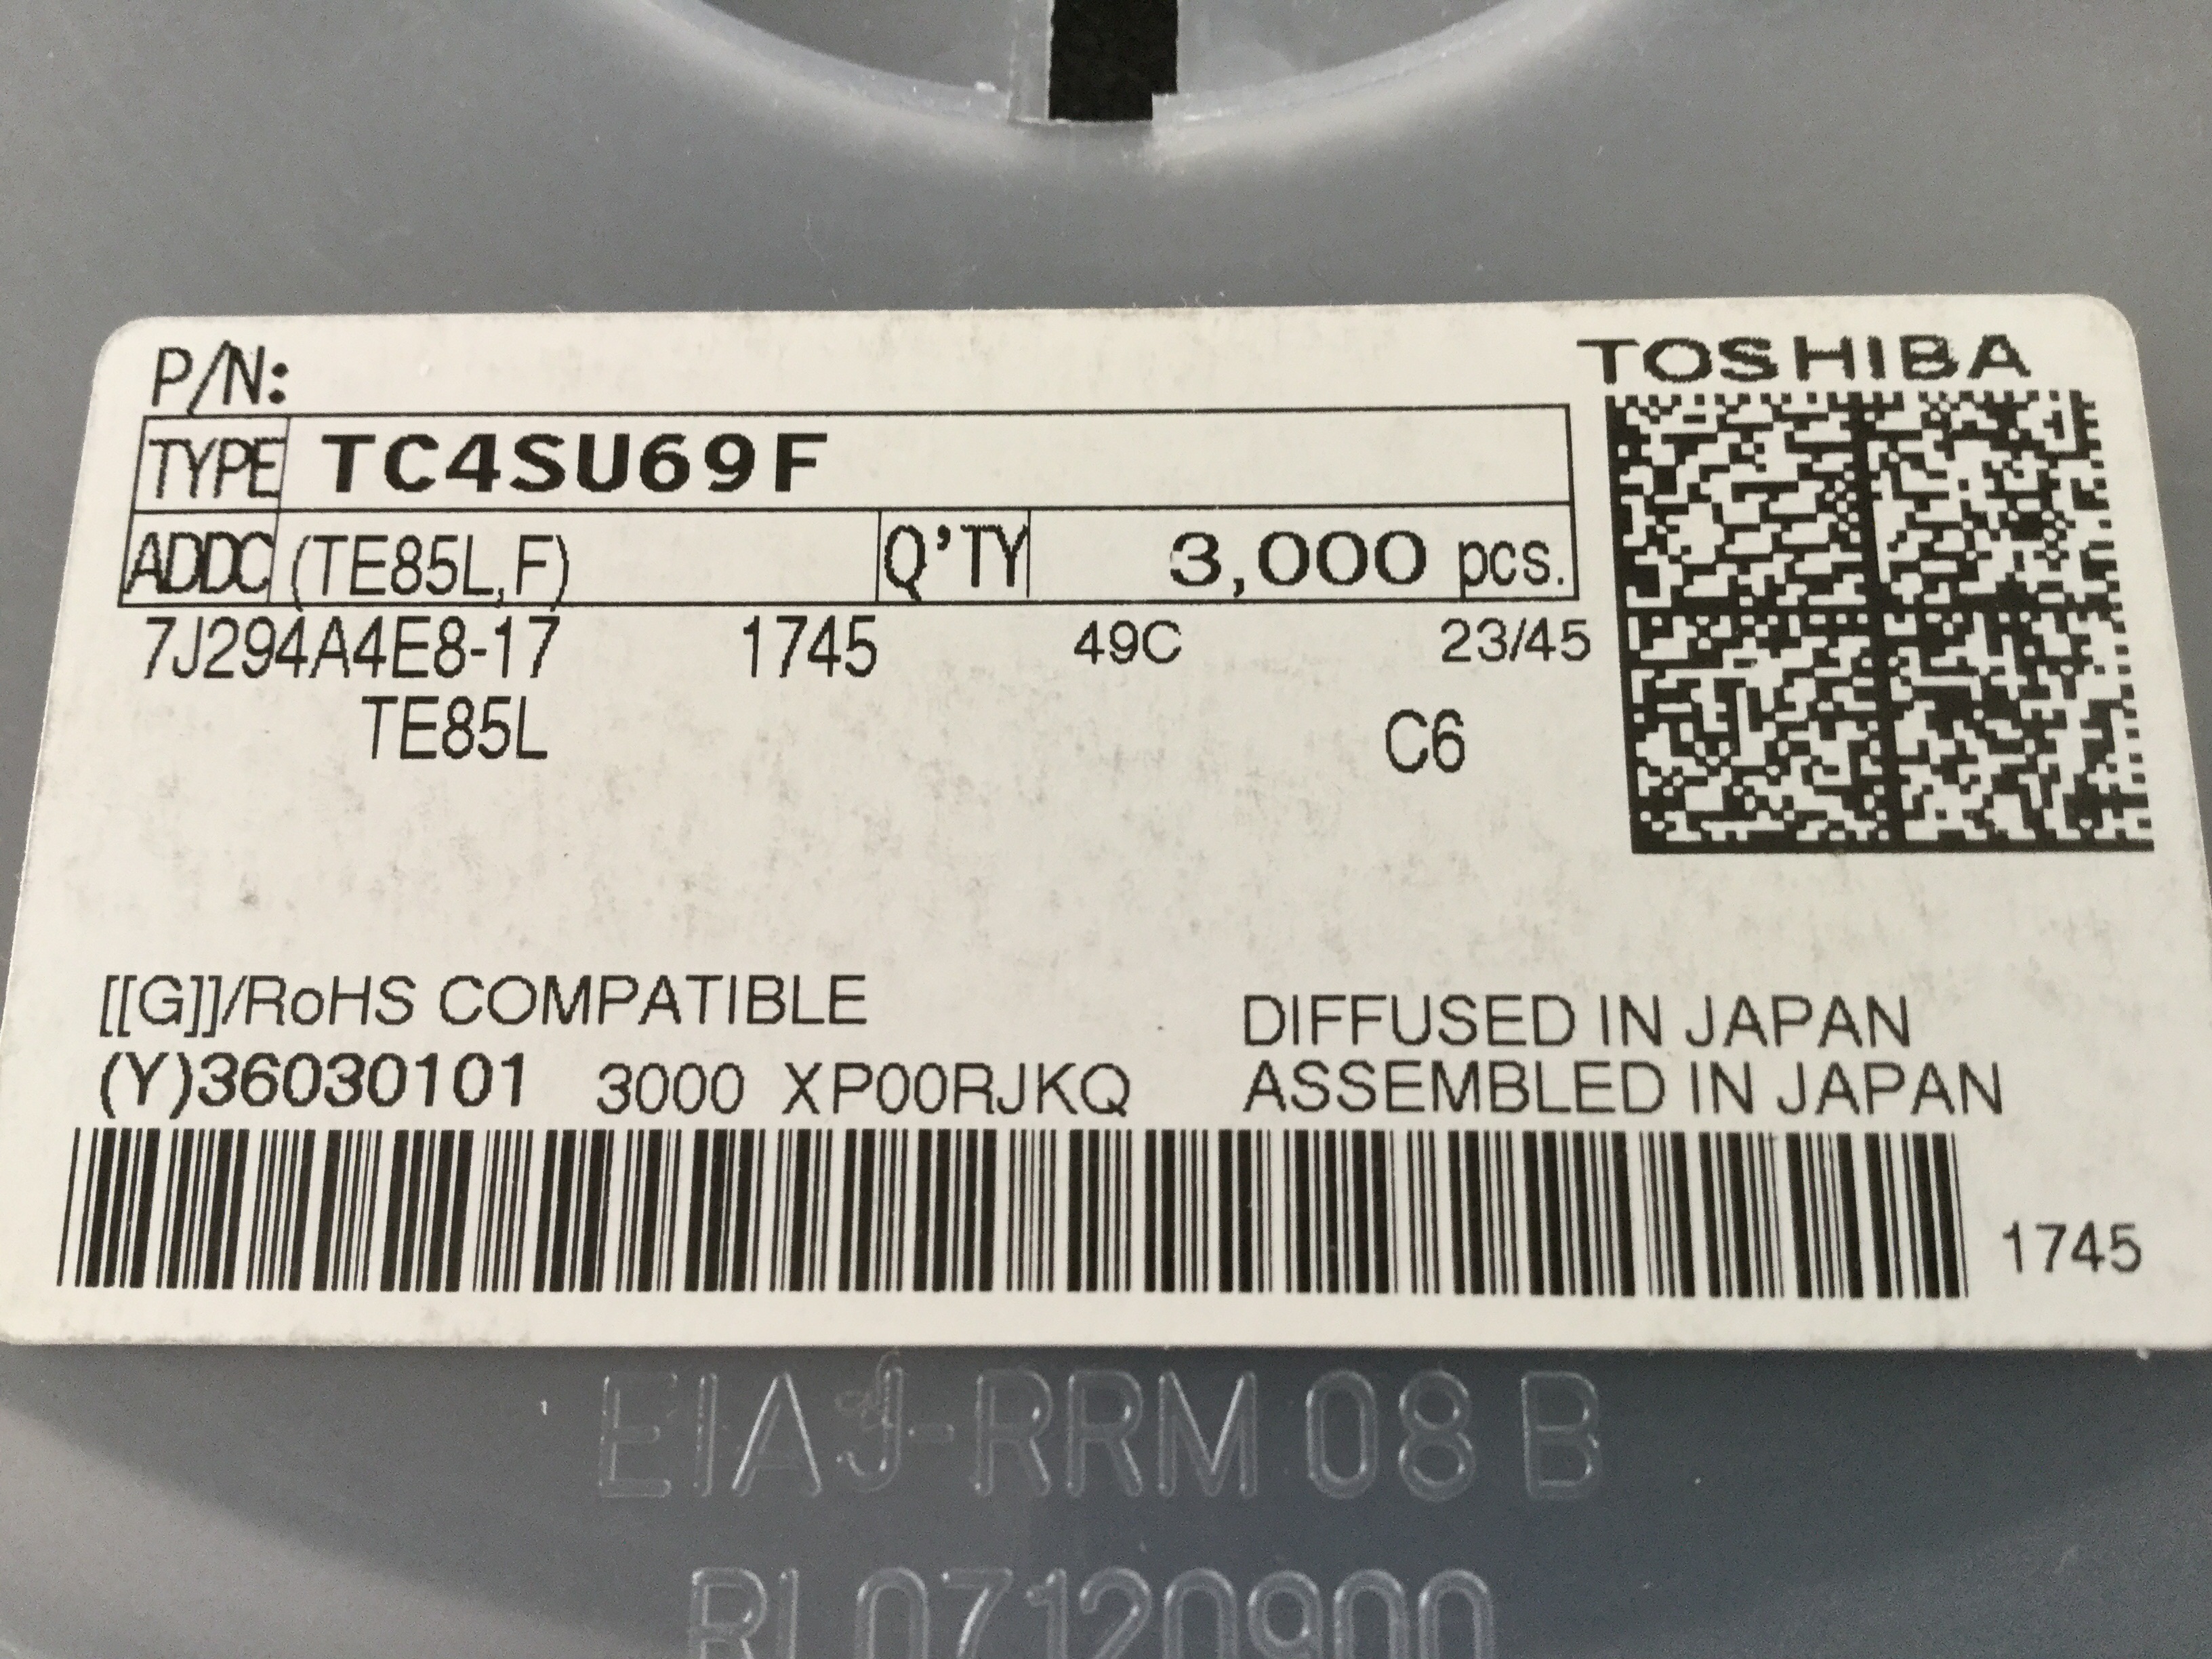 P/N:
TOSHIBA
TYPE TC4SU69F
ADDC (TE85L,F) Q'TY 3,000 pcs.
7J294A4E8-17 1745 49C 23/45
TE85L C6
[[G]]/RoHS COMPATIBLE DIFFUSED IN JAPAN
(Y)36030101 3000 XP00RJKQ ASSEMBLED IN JAPAN
1745
EIAJ-RRM 08 B
RL07120900